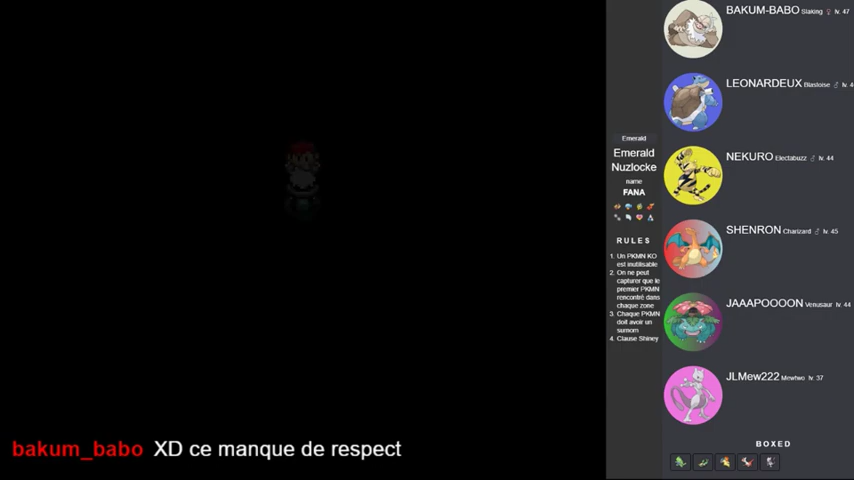 Emerald
Emerald
Nuzlocke
name
FANA
RULES
1. Un PKMN KO
est inutilisable
2. On ne peut
capturer que le
premier PKMN
rencontré dans
chaque zone
3. Chaque PKMN
doit avoir un
surnom
4. Clause Shiney
BAKUM-BABO Slaking ♀ lv. 47
LEONARDEUX Blastoise ♂ lv. 4
NEKURO Electabuzz ♂ lv. 44
SHENRON Charizard ♂ lv. 45
JAAAPOOOON Venusaur lv. 44
JLMew222 Mewtwo lv. 37
BOXED
bakum_babo XD ce manque de respect